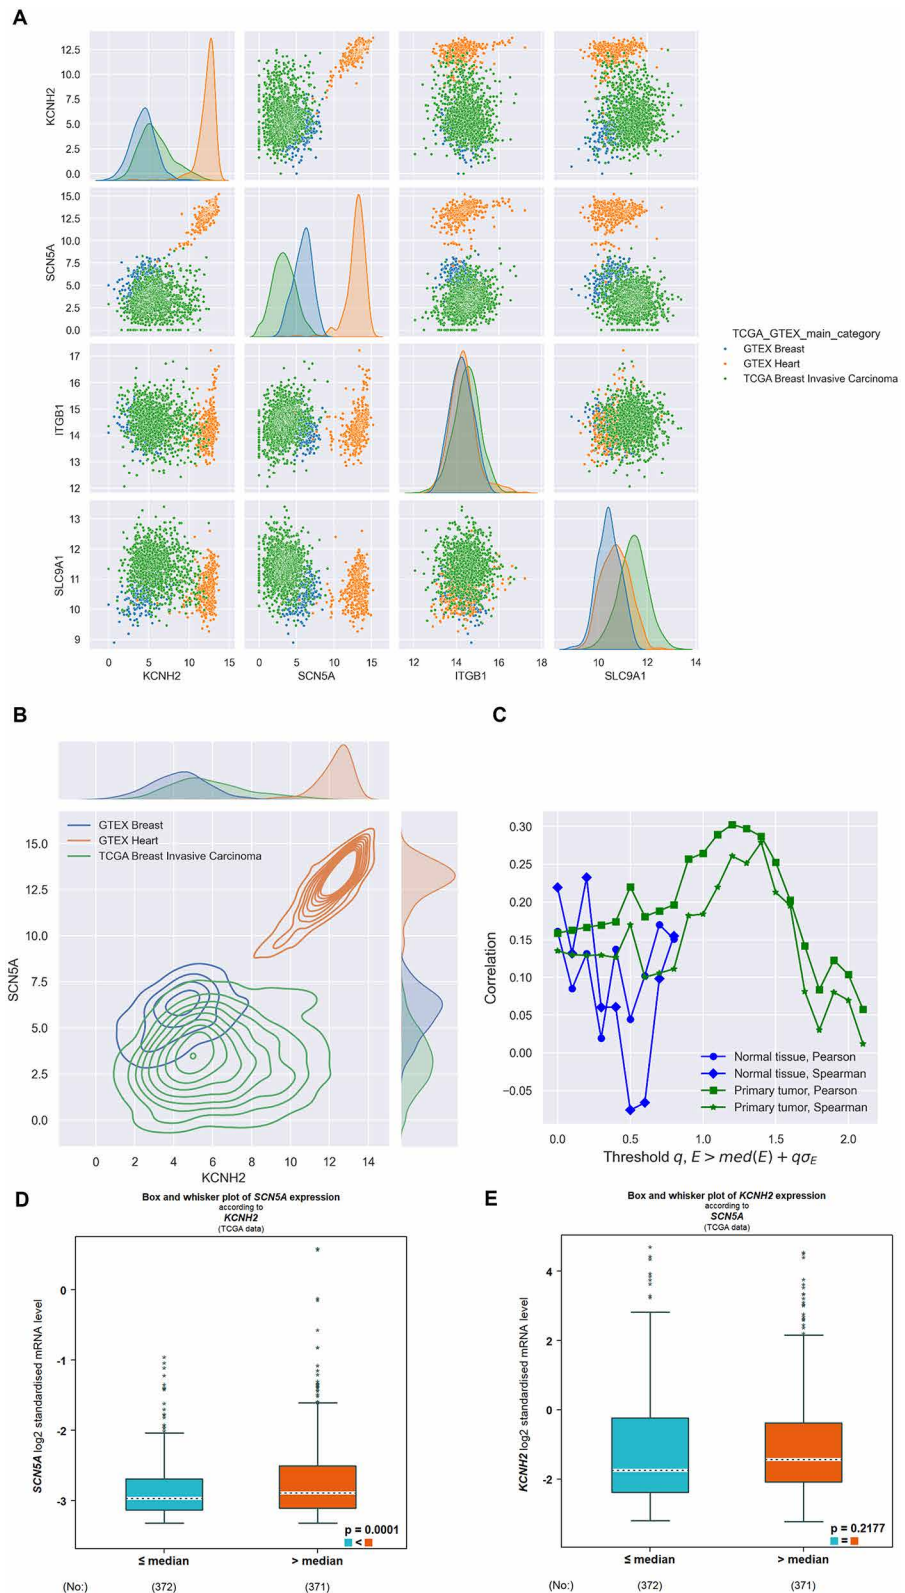 A
KCNH2
12.5
10.0
7.5
5.0
2.5
0.0
SCN5A
15.0
12.5
10.0
7.5
5.0
2.5
0.0
TCGA_GTEX_main_category
GTEX Breast
GTEX Heart
TCGA Breast Invasive Carcinoma
ITGB1
17
16
15
14
13
12
SLC9A1
13
12
11
10
9
0 5 10 15 0 5 10 15 12 14 16 18 10 12 14
KCNH2 SCN5A ITGB1 SLC9A1
B
GTEX Breast
GTEX Heart
TCGA Breast Invasive Carcinoma
SCN5A
15.0
12.5
10.0
7.5
5.0
2.5
0.0
0 2 4 6 8 10 12 14
KCNH2
C
Correlation
0.30
0.25
0.20
0.15
0.10
0.05
0.00
−0.05
Normal tissue, Pearson
Normal tissue, Spearman
Primary tumor, Pearson
Primary tumor, Spearman
0.0 0.5 1.0 1.5 2.0
Threshold q, E > med(E) + qσE
D
Box and whisker plot of SCN5A expression
according to
KCNH2
(TCGA data)
SCN5A log2 standardised mRNA level
0
-1
-2
-3
p = 0.0001
<
≤ median > median
(No:) (372) (371)
E
Box and whisker plot of KCNH2 expression
according to
SCN5A
(TCGA data)
KCNH2 log2 standardised mRNA level
4
2
0
-2
p = 0.2177
=
≤ median > median
(No:) (372) (371)